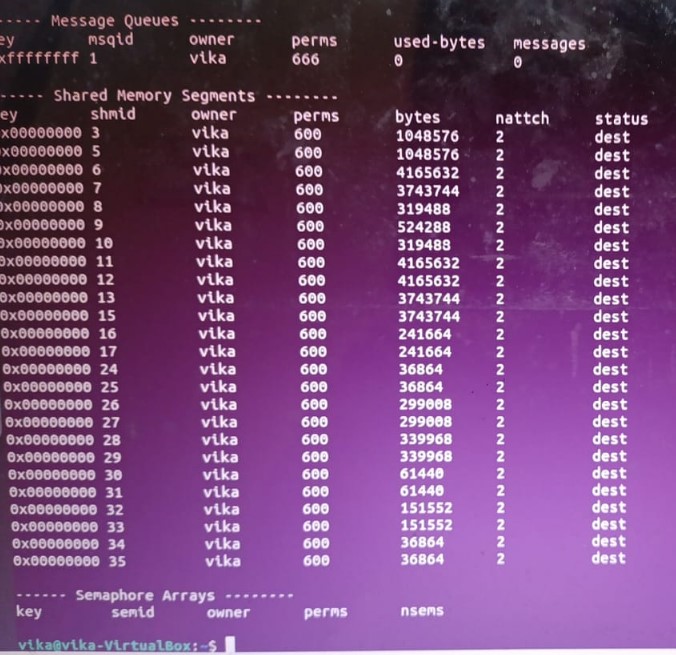 ----- Message Queues --------
ey msqid owner perms used-bytes messages
xffffffff 1 vika 666 0 0
----- Shared Memory Segments --------
ey shmid owner perms bytes nattch status
x00000000 3 vika 600 1048576 2 dest
0x00000000 5 vika 600 1048576 2 dest
0x00000000 6 vika 600 4165632 2 dest
0x00000000 7 vika 600 3743744 2 dest
0x00000000 8 vika 600 319488 2 dest
0x00000000 9 vika 600 524288 2 dest
0x00000000 10 vika 600 319488 2 dest
0x00000000 11 vika 600 4165632 2 dest
0x00000000 12 vika 600 4165632 2 dest
0x00000000 13 vika 600 3743744 2 dest
0x00000000 15 vika 600 3743744 2 dest
0x00000000 16 vika 600 241664 2 dest
0x00000000 17 vika 600 241664 2 dest
0x00000000 24 vika 600 36864 2 dest
0x00000000 25 vika 600 36864 2 dest
0x00000000 26 vika 600 299008 2 dest
0x00000000 27 vika 600 299008 2 dest
0x00000000 28 vika 600 339968 2 dest
0x00000000 29 vika 600 339968 2 dest
0x00000000 30 vika 600 61440 2 dest
0x00000000 31 vika 600 61440 2 dest
0x00000000 32 vika 600 151552 2 dest
0x00000000 33 vika 600 151552 2 dest
0x00000000 34 vika 600 36864 2 dest
0x00000000 35 vika 600 36864 2 dest
------ Semaphore Arrays --------
key semid owner perms nsems
vika@vika-VirtualBox:~$